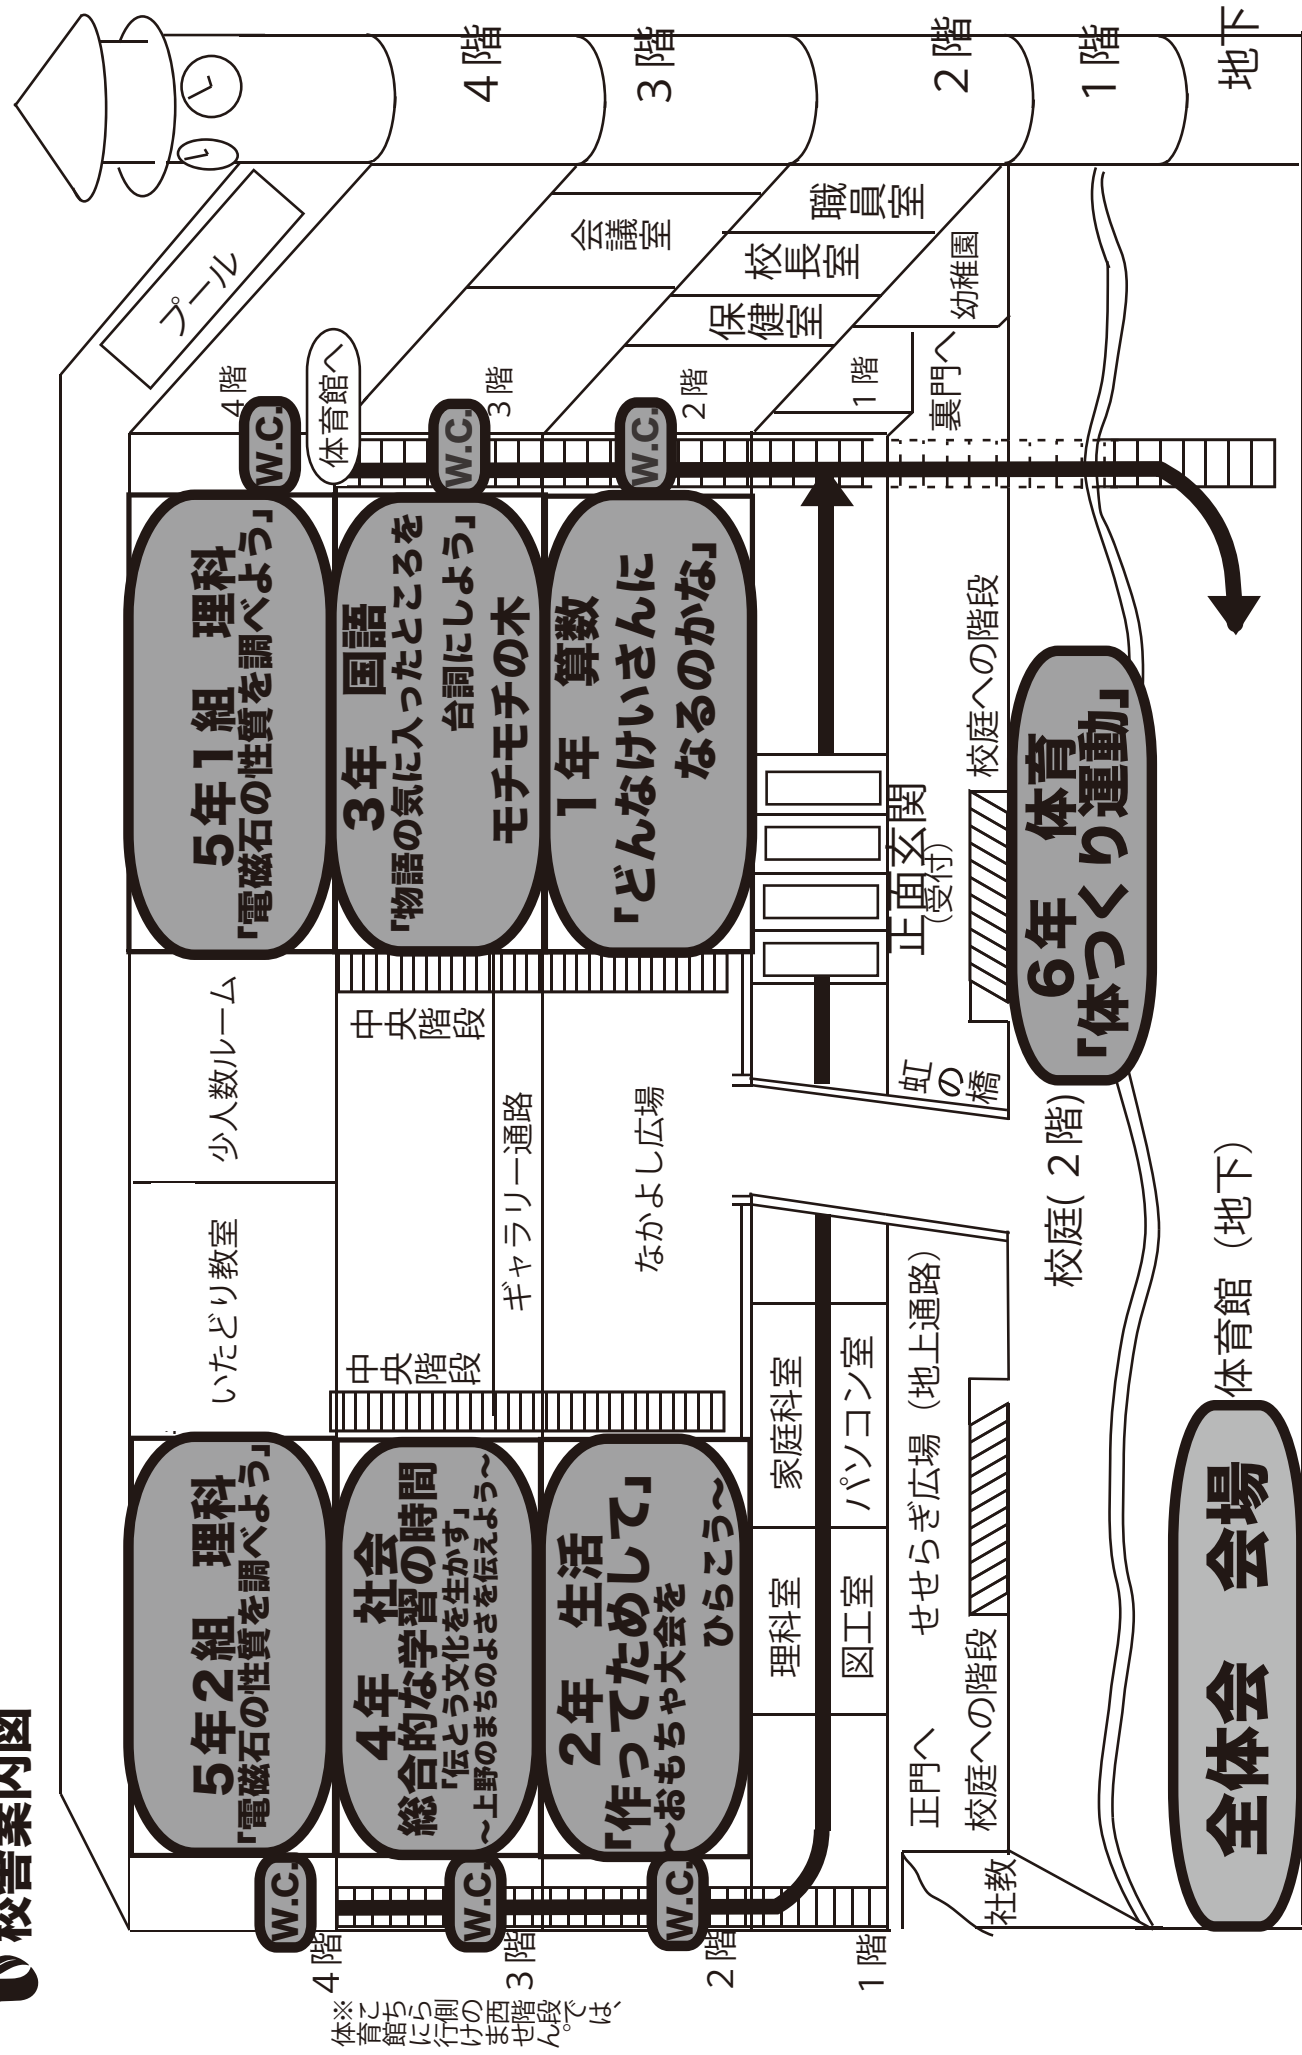 校舎案内図
プール
4階
3階
2階
1階
地下
5年2組　理科
「電磁石の性質を調べよう」
いたどり教室
少人数ルーム
5年1組　理科
「電磁石の性質を調べよう」
w.c.
w.c.
4階
4階
体育館へ
4年　社会
総合的な学習の時間
「伝とう文化を生かす」
～上野のまちのよさを伝えよう～
中央階段
中央階段
ギャラリー通路
3年　国語
「物語の気に入ったところを
台詞にしよう」
モチモチの木
w.c.
w.c.
3階
3階
会議室
2年　生活
「作ってためして」
～おもちゃ大会を
ひらこう～
なかよし広場
1年　算数
「どんなけいさんに
なるのかな」
w.c.
w.c.
2階
2階
保健室
校長室
職員室
理科室
家庭科室
図工室
パソコン室
1階
1階
幼稚園
正面玄関
（受付）
裏門へ
虹の橋
正門へ
せせらぎ広場（地上通路）
校庭への階段
校庭への階段
社教
校庭(２階)
6年　体育
「体つくり運動」
全体会　会場
体育館（地下）
※こちら側の西階段では、
体育館に行けません。